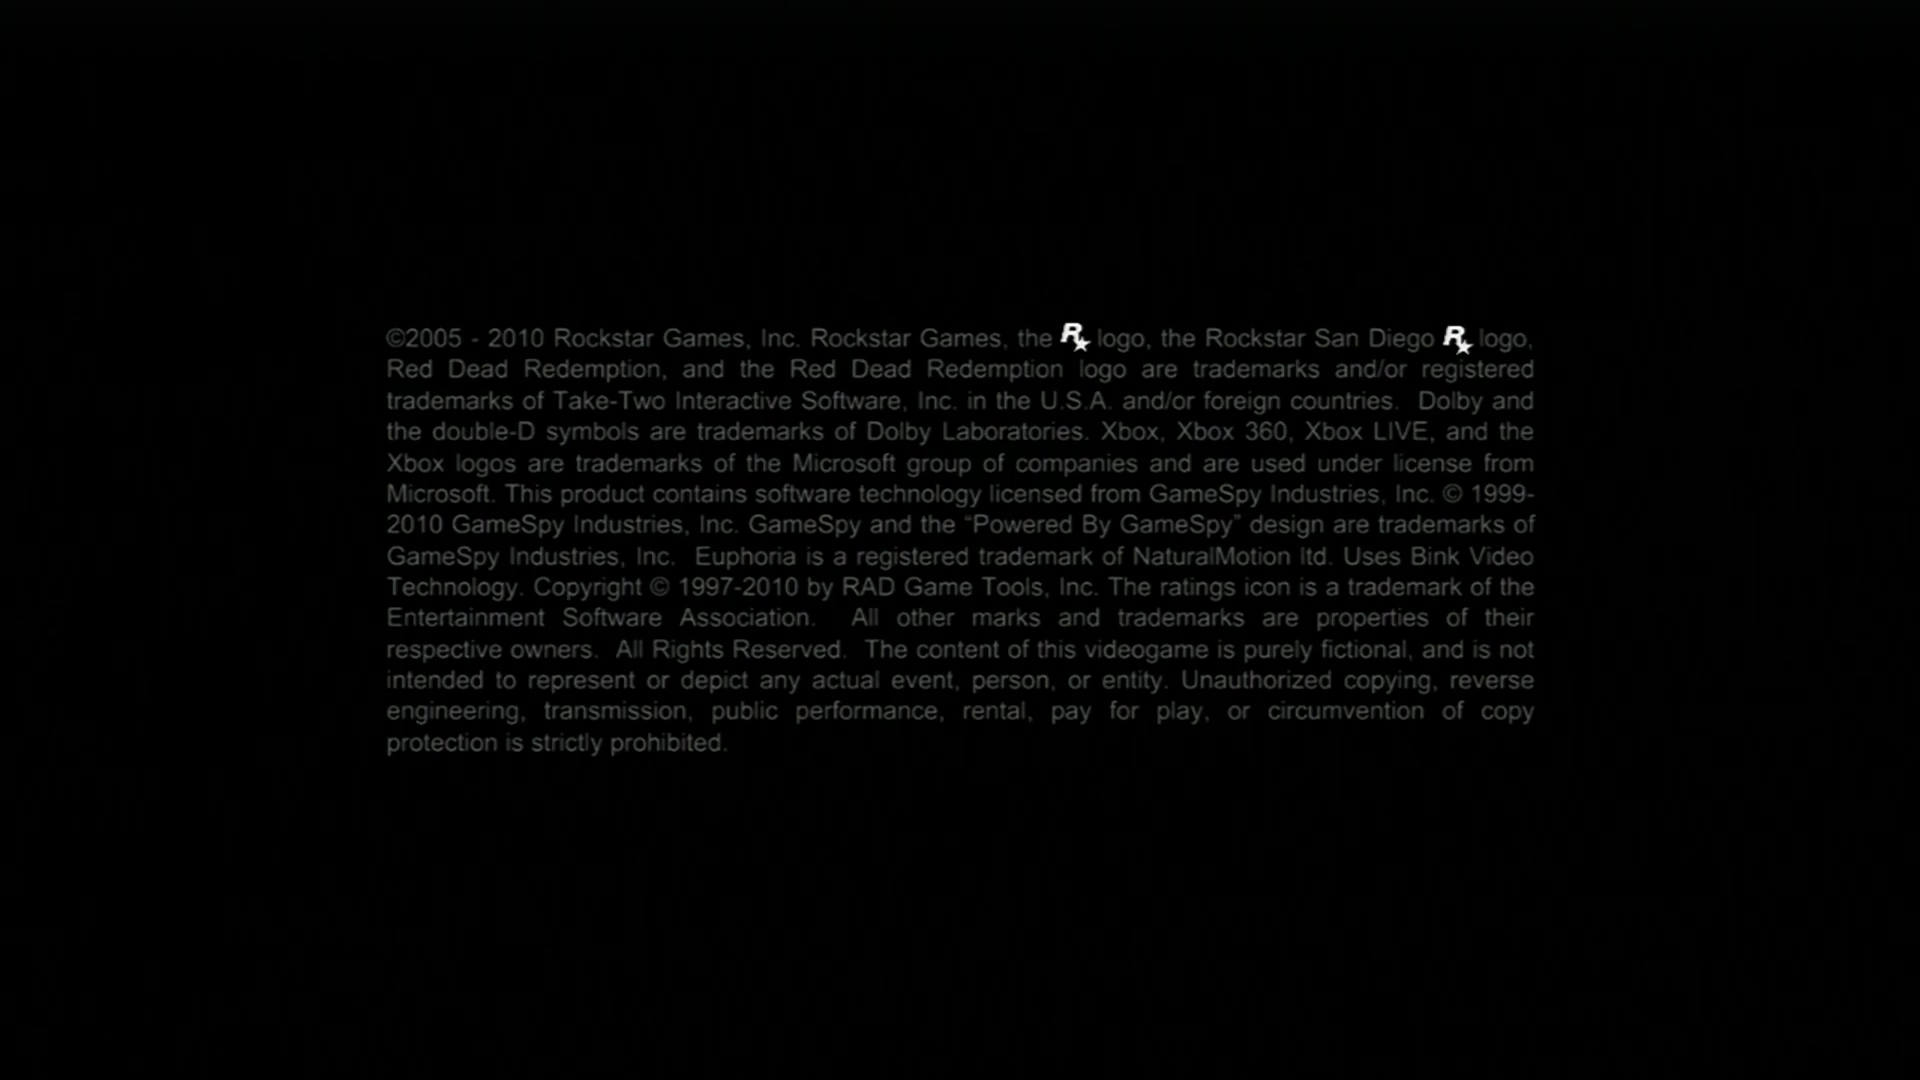 ©2005 - 2010 Rockstar Games, Inc. Rockstar Games, the R★ logo, the Rockstar San Diego R★ logo,
Red Dead Redemption, and the Red Dead Redemption logo are trademarks and/or registered
trademarks of Take-Two Interactive Software, Inc. in the U.S.A. and/or foreign countries.  Dolby and
the double-D symbols are trademarks of Dolby Laboratories. Xbox, Xbox 360, Xbox LIVE, and the
Xbox logos are trademarks of the Microsoft group of companies and are used under license from
Microsoft. This product contains software technology licensed from GameSpy Industries, Inc. © 1999-
2010 GameSpy Industries, Inc. GameSpy and the “Powered By GameSpy” design are trademarks of
GameSpy Industries, Inc.  Euphoria is a registered trademark of NaturalMotion ltd. Uses Bink Video
Technology. Copyright © 1997-2010 by RAD Game Tools, Inc. The ratings icon is a trademark of the
Entertainment Software Association.  All other marks and trademarks are properties of their
respective owners.  All Rights Reserved.  The content of this videogame is purely fictional, and is not
intended to represent or depict any actual event, person, or entity. Unauthorized copying, reverse
engineering, transmission, public performance, rental, pay for play, or circumvention of copy
protection is strictly prohibited.